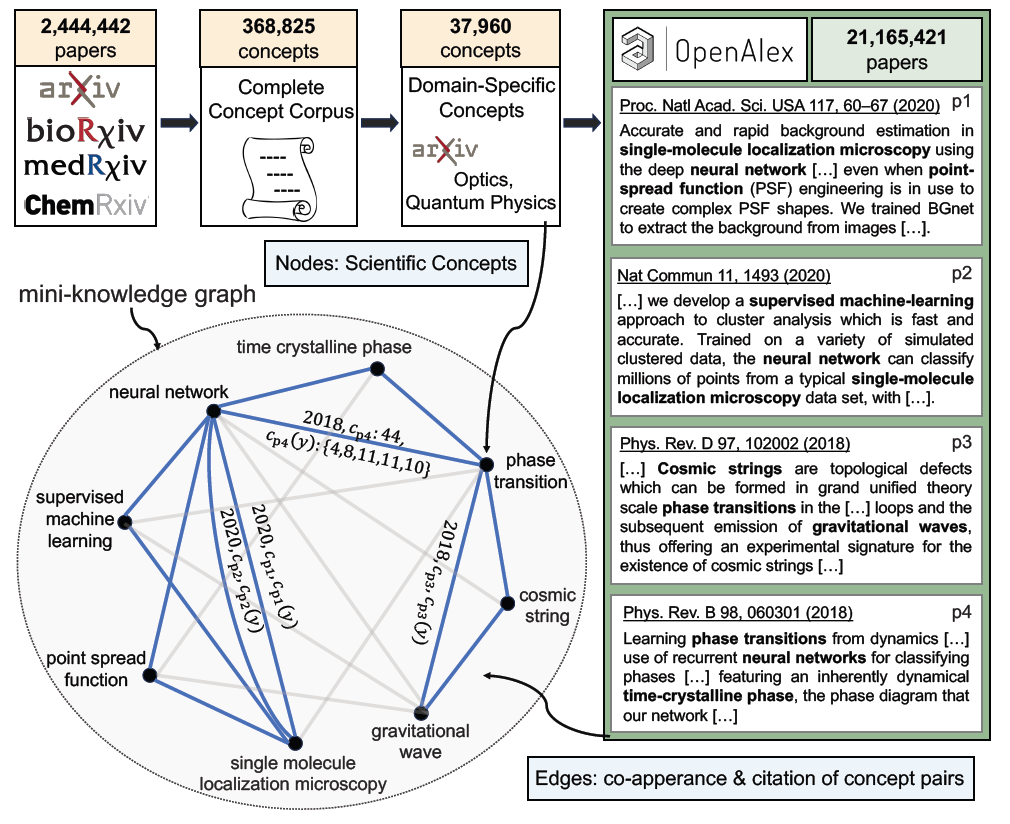 2,444,442
papers
arXiv
bioRxiv
medRxiv
ChemRxiv
368,825
concepts
Complete
Concept Corpus
37,960
concepts
Domain-Specific
Concepts
arXiv
Optics,
Quantum Physics
OpenAlex
21,165,421
papers
Proc. Natl Acad. Sci. USA 117, 60–67 (2020) p1
Accurate and rapid background estimation in
single-molecule localization microscopy using
the deep neural network […] even when point-
spread function (PSF) engineering is in use to
create complex PSF shapes. We trained BGnet
to extract the background from images […].
Nat Commun 11, 1493 (2020) p2
[…] we develop a supervised machine-learning
approach to cluster analysis which is fast and
accurate. Trained on a variety of simulated
clustered data, the neural network can classify
millions of points from a typical single-molecule
localization microscopy data set, with […].
Phys. Rev. D 97, 102002 (2018) p3
[…] Cosmic strings are topological defects
which can be formed in grand unified theory
scale phase transitions in the […] loops and the
subsequent emission of gravitational waves,
thus offering an experimental signature for the
existence of cosmic strings […]
Phys. Rev. B 98, 060301 (2018) p4
Learning phase transitions from dynamics […]
use of recurrent neural networks for classifying
phases […] featuring an inherently dynamical
time-crystalline phase, the phase diagram that
our network […]
Nodes: Scientific Concepts
mini-knowledge graph
time crystalline phase
neural network
2018, c_p4: 44,
c_p4(y): {4,8,11,11,10}
phase
transition
supervised
machine
learning
2020, c_p2, c_p2(y)
2020, c_p1, c_p1(y)
2018, c_p3, c_p3(y)
cosmic
string
point spread
function
gravitational
wave
single molecule
localization microscopy
Edges: co-apperance & citation of concept pairs